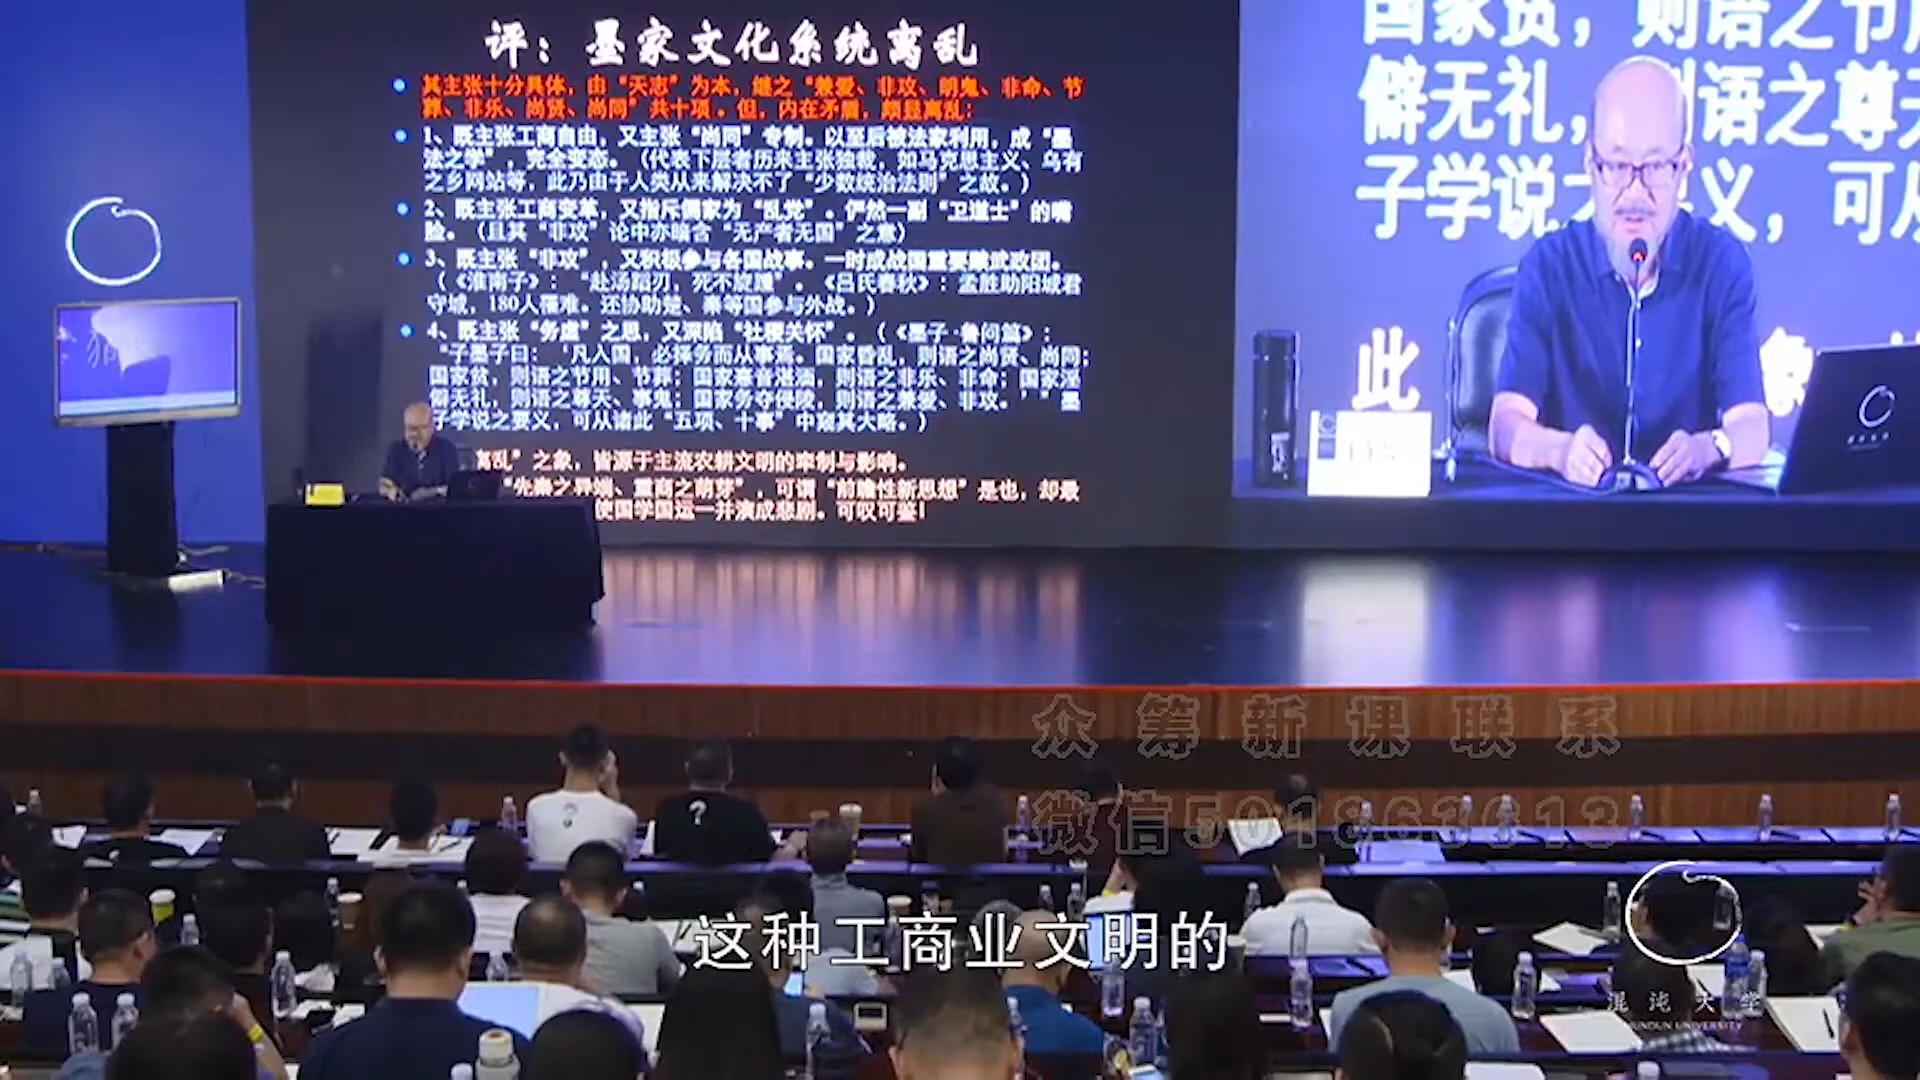 评：墨家文化系统离乱
其主张十分具体，由“天志”为本，继之“兼爱、非攻、明鬼、非命、节
葬、非乐、尚贤、尚同”共十项。但，内在矛盾，颇显离乱：
1、既主张工商自由，又主张“尚同”专制。以至后被法家利用，成“墨
法之学”，完全变态。（代表下层者历来主张独裁，如马克思主义、乌有
之乡网站等，此乃由于人类从来解决不了“少数统治法则”之故。）
2、既主张工商变革，又指斥儒家为“乱党”。俨然一副“卫道士”的嘴
脸。（且其“非攻”论中亦暗含“无产者无国”之意）
3、既主张“非攻”，又积极参与各国战事。一时成战国重要黩武政团。
（《淮南子》：“赴汤蹈刃，死不旋踵”。《吕氏春秋》：孟胜助阳城君
守城，180人罹难。还协助楚、秦等国参与外战。）
4、既主张“务虚”之思，又深陷“社稷关怀”。（《墨子·鲁问篇》：
“子墨子曰：‘凡入国，必择务而从事焉。国家昏乱，则语之尚贤、尚同；
国家贫，则语之节用、节葬；国家憙音湛湎，则语之非乐、非命；国家淫
僻无礼，则语之尊天、事鬼；国家务夺侵陵，则语之兼爱、非攻。’”墨
子学说之要义，可从诸此“五项、十事”中窥其大略。）
离乱”之象，皆源于主流农耕文明的牵制与影响。
“先秦之异端、重商之萌芽”，可谓“前瞻性新思想”是也，却最
使国学国运一并演成悲剧。可叹可鉴！
国家贫，则语之节
僻无礼，则语之尊天
子学说之要义，可从
此 象
众筹新课联系
微信501863613
这种工商业文明的
混沌大学
HUNDUN UNIVERSITY
?